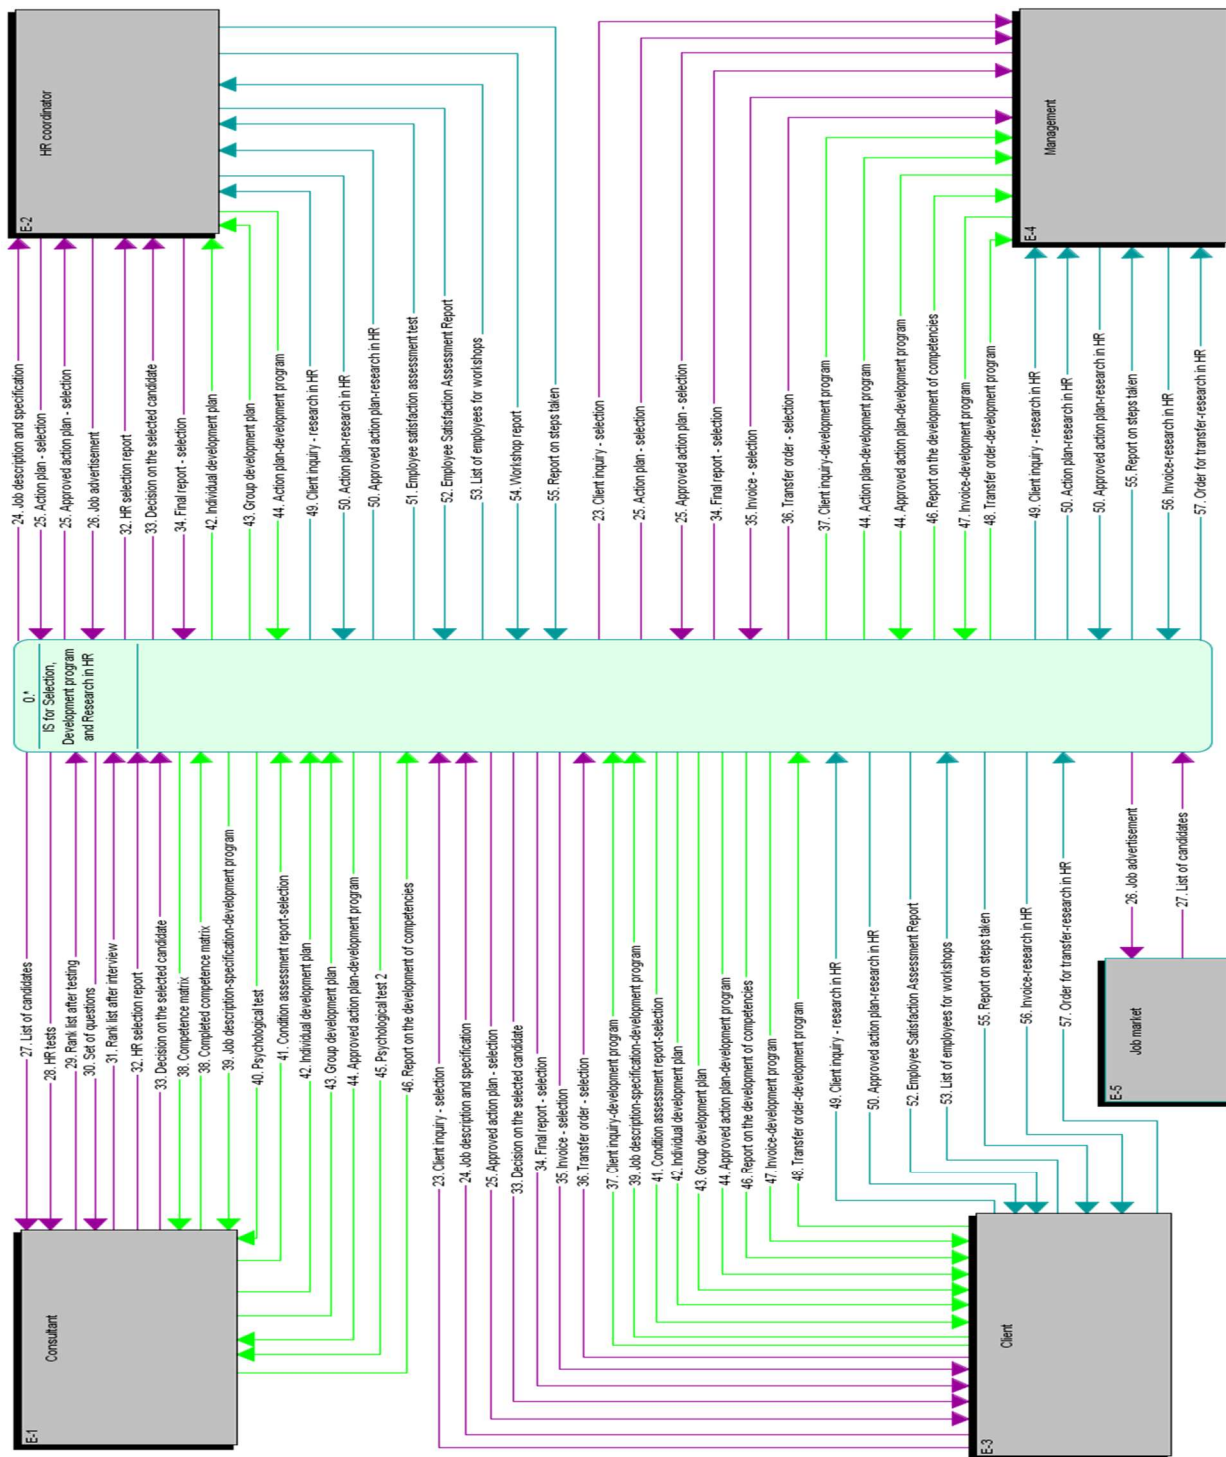 E-2
HR coordinator
24. Job description and specification
25. Action plan - selection
25. Approved action plan - selection
26. Job advertisement
32. HR selection report
33. Decision on the selected candidate
34. Final report - selection
42. Individual development plan
43. Group development plan
44. Action plan-development program
49. Client inquiry - research in HR
50. Action plan-research in HR
50. Approved action plan-research in HR
51. Employee satisfaction assessment test
52. Employee Satisfaction Assessment Report
53. List of employees for workshops
54. Workshop report
55. Report on steps taken
E-4
Management
23. Client inquiry - selection
25. Action plan - selection
25. Approved action plan - selection
34. Final report - selection
35. Invoice - selection
36. Transfer order - selection
37. Client inquiry-development program
44. Action plan-development program
44. Approved action plan-development program
46. Report on the development of competencies
47. Invoice-development program
48. Transfer order-development program
49. Client inquiry - research in HR
50. Action plan-research in HR
50. Approved action plan-research in HR
55. Report on steps taken
56. Invoice-research in HR
57. Order for transfer-research in HR
0.*
IS for Selection,
Development program
and Research in HR
E-1
Consultant
27. List of candidates
28. HR tests
29. Rank list after testing
30. Set of questions
31. Rank list after interview
32. HR selection report
33. Decision on the selected candidate
38. Competence matrix
38. Completed competence matrix
39. Job description-specification-development program
40. Psychological test
41. Condition assessment report-selection
42. Individual development plan
43. Group development plan
44. Approved action plan-development program
45. Psychological test 2
46. Report on the development of competencies
E-3
Client
23. Client inquiry - selection
24. Job description and specification
25. Approved action plan - selection
33. Decision on the selected candidate
34. Final report - selection
35. Invoice - selection
36. Transfer order - selection
37. Client inquiry-development program
39. Job description-specification-development program
41. Condition assessment report-selection
42. Individual development plan
43. Group development plan
44. Approved action plan-development program
46. Report on the development of competencies
47. Invoice-development program
48. Transfer order-development program
49. Client inquiry - research in HR
50. Approved action plan-research in HR
52. Employee Satisfaction Assessment Report
53. List of employees for workshops
55. Report on steps taken
56. Invoice-research in HR
57. Order for transfer-research in HR
E-5
Job market
26. Job advertisement
27. List of candidates